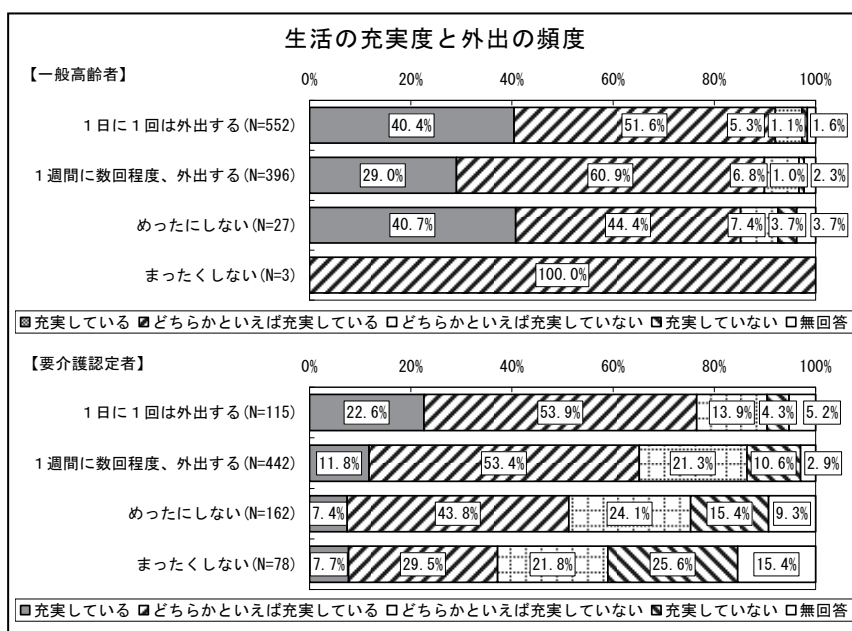 生活の充実度と外出の頻度
【一般高齢者】
0% 20% 40% 60% 80% 100%
1日に1回は外出する(N=552) 40.4% 51.6% 5.3% 1.1% 1.6%
1週間に数回程度、外出する(N=396) 29.0% 60.9% 6.8% 1.0% 2.3%
めったにしない(N=27) 40.7% 44.4% 7.4% 3.7% 3.7%
まったくしない(N=3) 100.0%
充実している どちらかといえば充実している どちらかといえば充実していない 充実していない 無回答
【要介護認定者】
0% 20% 40% 60% 80% 100%
1日に1回は外出する(N=115) 22.6% 53.9% 13.9% 4.3% 5.2%
1週間に数回程度、外出する(N=442) 11.8% 53.4% 21.3% 10.6% 2.9%
めったにしない(N=162) 7.4% 43.8% 24.1% 15.4% 9.3%
まったくしない(N=78) 7.7% 29.5% 21.8% 25.6% 15.4%
充実している どちらかといえば充実している どちらかといえば充実していない 充実していない 無回答